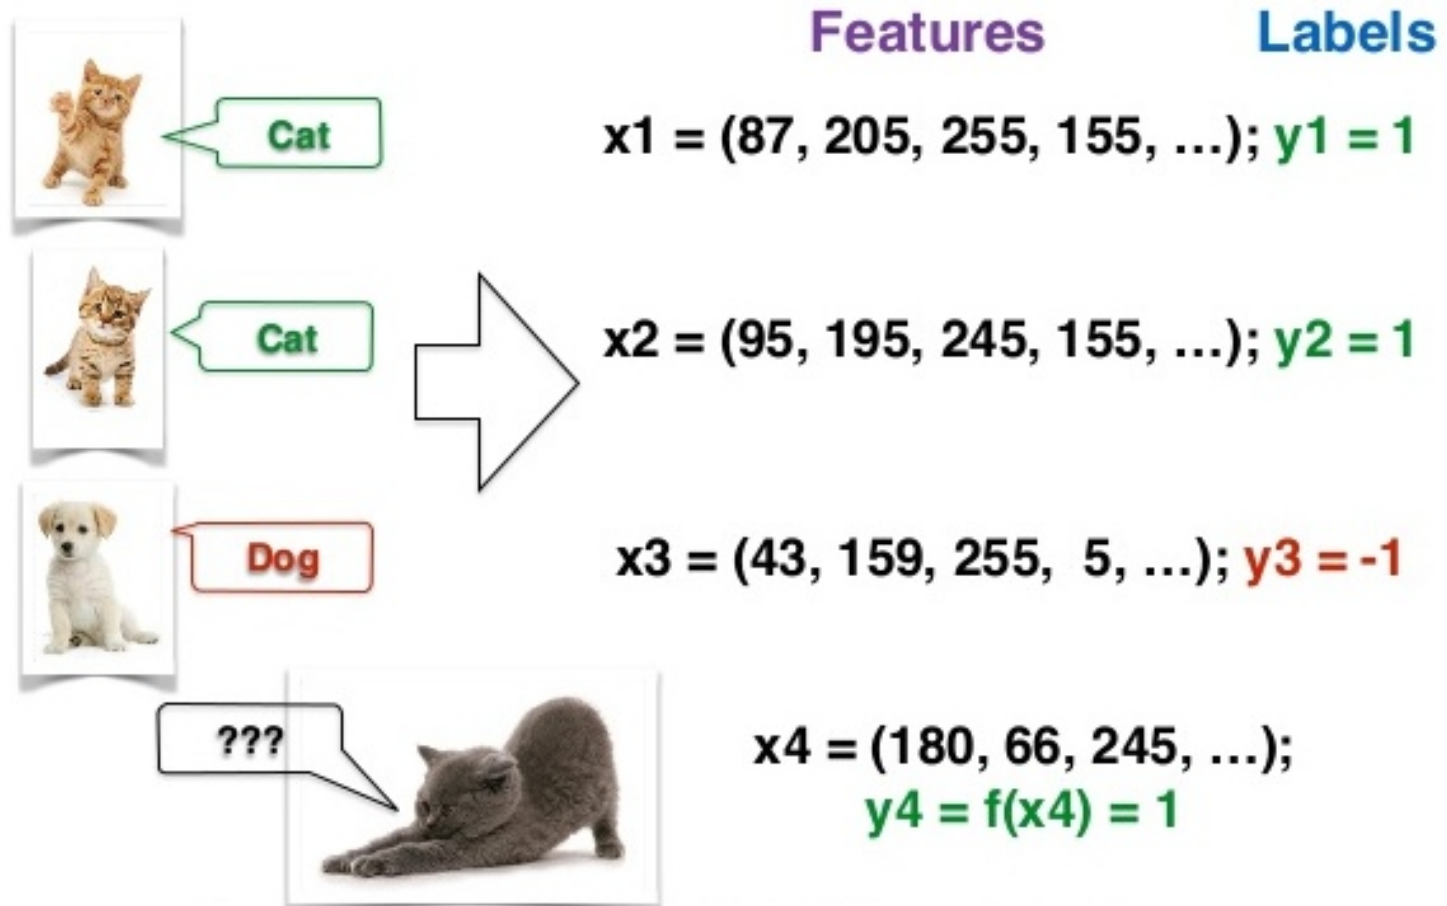 Features Labels
Cat
x1 = (87, 205, 255, 155, ...); y1 = 1
Cat
x2 = (95, 195, 245, 155, ...); y2 = 1
Dog
x3 = (43, 159, 255, 5, ...); y3 = -1
???
x4 = (180, 66, 245, ...);
y4 = f(x4) = 1